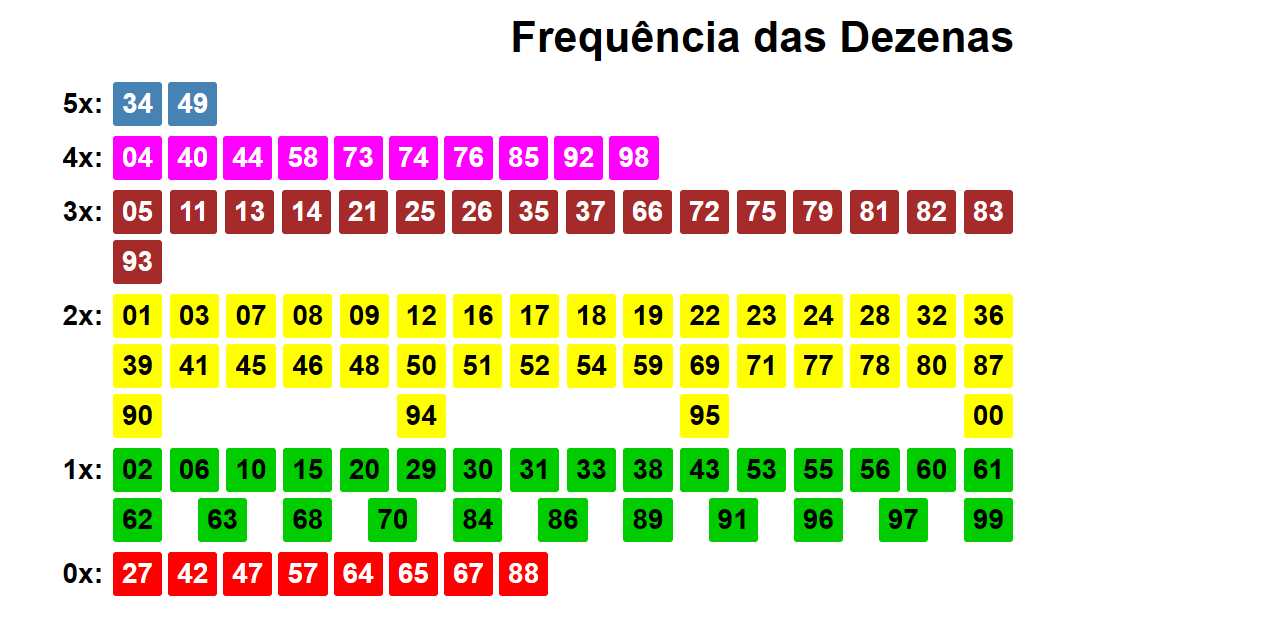 Frequência das Dezenas
5x: 34 49
4x: 04 40 44 58 73 74 76 85 92 98
3x: 05 11 13 14 21 25 26 35 37 66 72 75 79 81 82 83
93
2x: 01 03 07 08 09 12 16 17 18 19 22 23 24 28 32 36
39 41 45 46 48 50 51 52 54 59 69 71 77 78 80 87
90 94 95 00
1x: 02 06 10 15 20 29 30 31 33 38 43 53 55 56 60 61
62 63 68 70 84 86 89 91 96 97 99
0x: 27 42 47 57 64 65 67 88